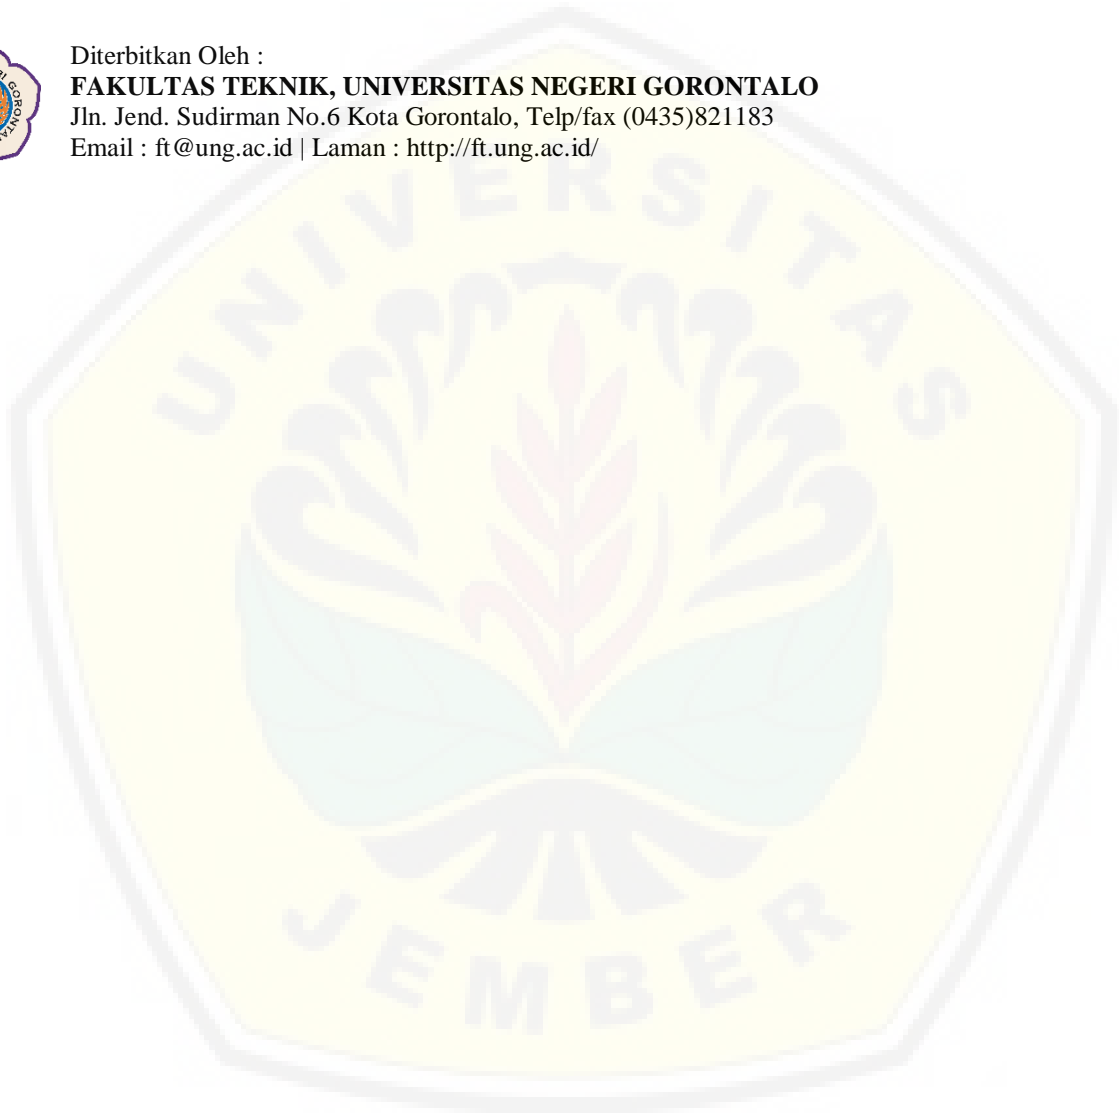 Diterbitkan Oleh :
FAKULTAS TEKNIK, UNIVERSITAS NEGERI GORONTALO
Jln. Jend. Sudirman No.6 Kota Gorontalo, Telp/fax (0435)821183
Email : ft@ung.ac.id | Laman : http://ft.ung.ac.id/
GORONTAL
UNIVERSITAS
JEMBER